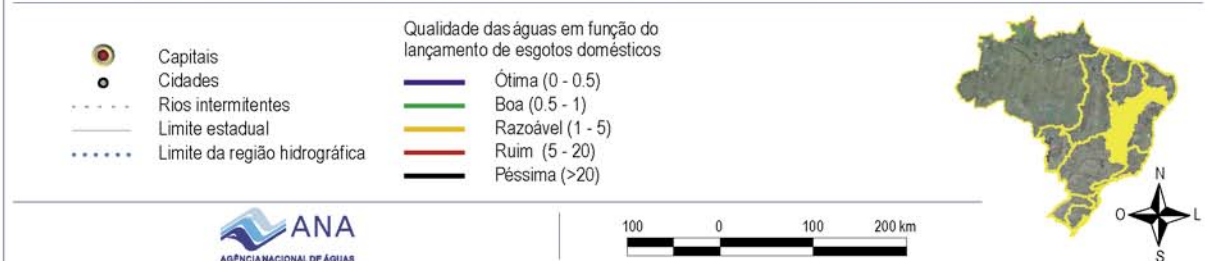 Capitais
Cidades
Rios intermitentes
Limite estadual
Limite da região hidrográfica
Qualidade das águas em função do
lançamento de esgotos domésticos
Ótima (0 - 0.5)
Boa (0.5 - 1)
Razoável (1 - 5)
Ruim (5 - 20)
Péssima (>20)
N
O
L
S
ANA
AGÊNCIA NACIONAL DE ÁGUAS
100 0 100 200 km